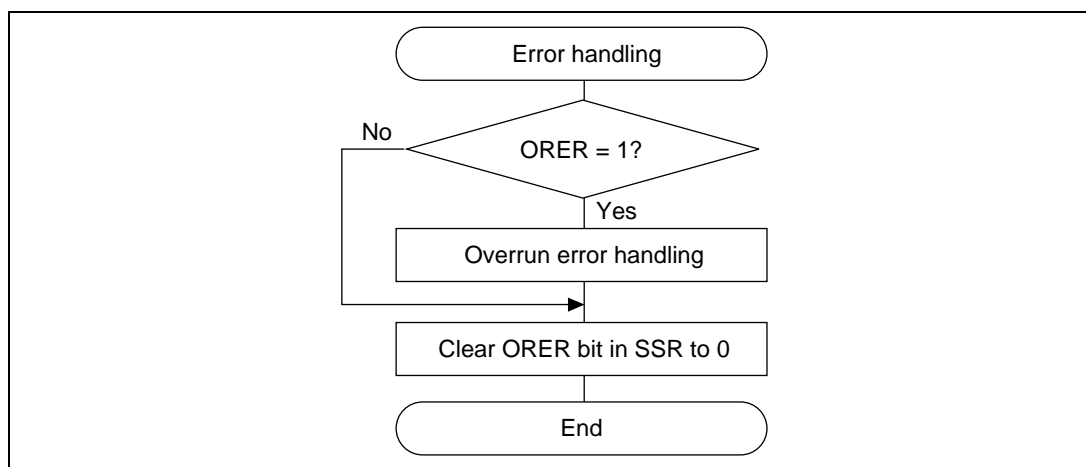 Error handling
No
ORER = 1?
Yes
Overrun error handling
Clear ORER bit in SSR to 0
End